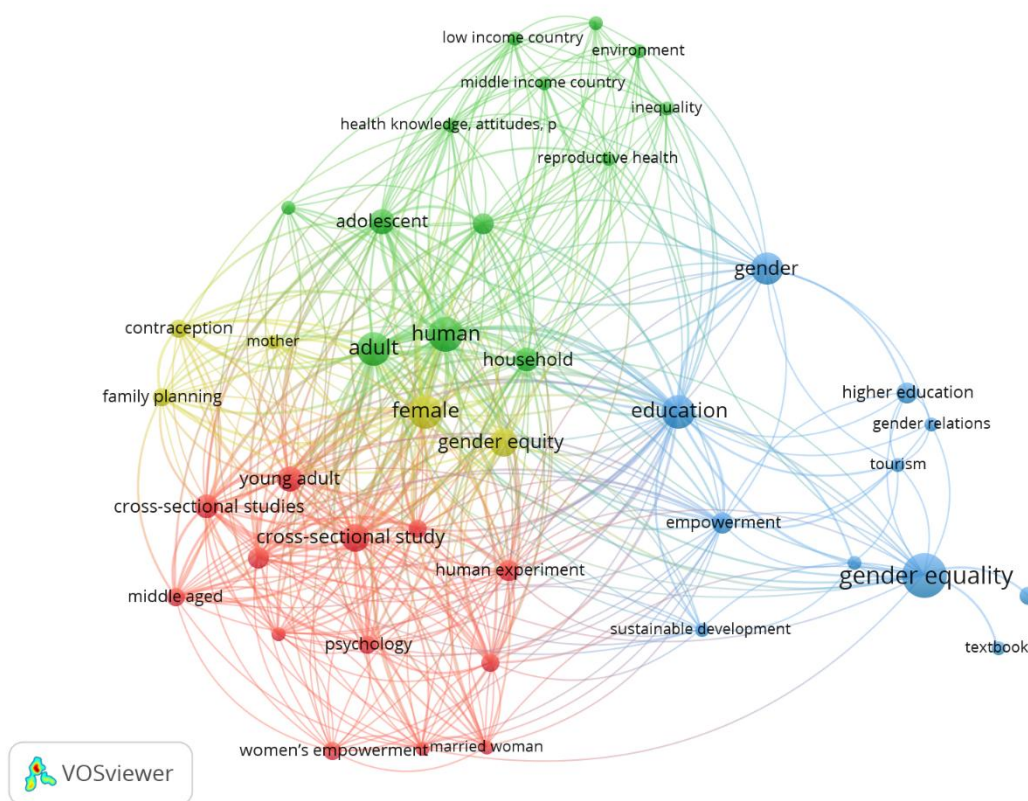 low income country
environment
middle income country
inequality
health knowledge, attitudes, p
reproductive health
adolescent
gender
contraception
mother
human
adult
household
family planning
higher education
female
education
gender relations
gender equity
tourism
young adult
cross-sectional studies
empowerment
cross-sectional study
human experiment
gender equality
middle aged
sustainable development
psychology
textbook
women's empowerment
married woman
VOSviewer